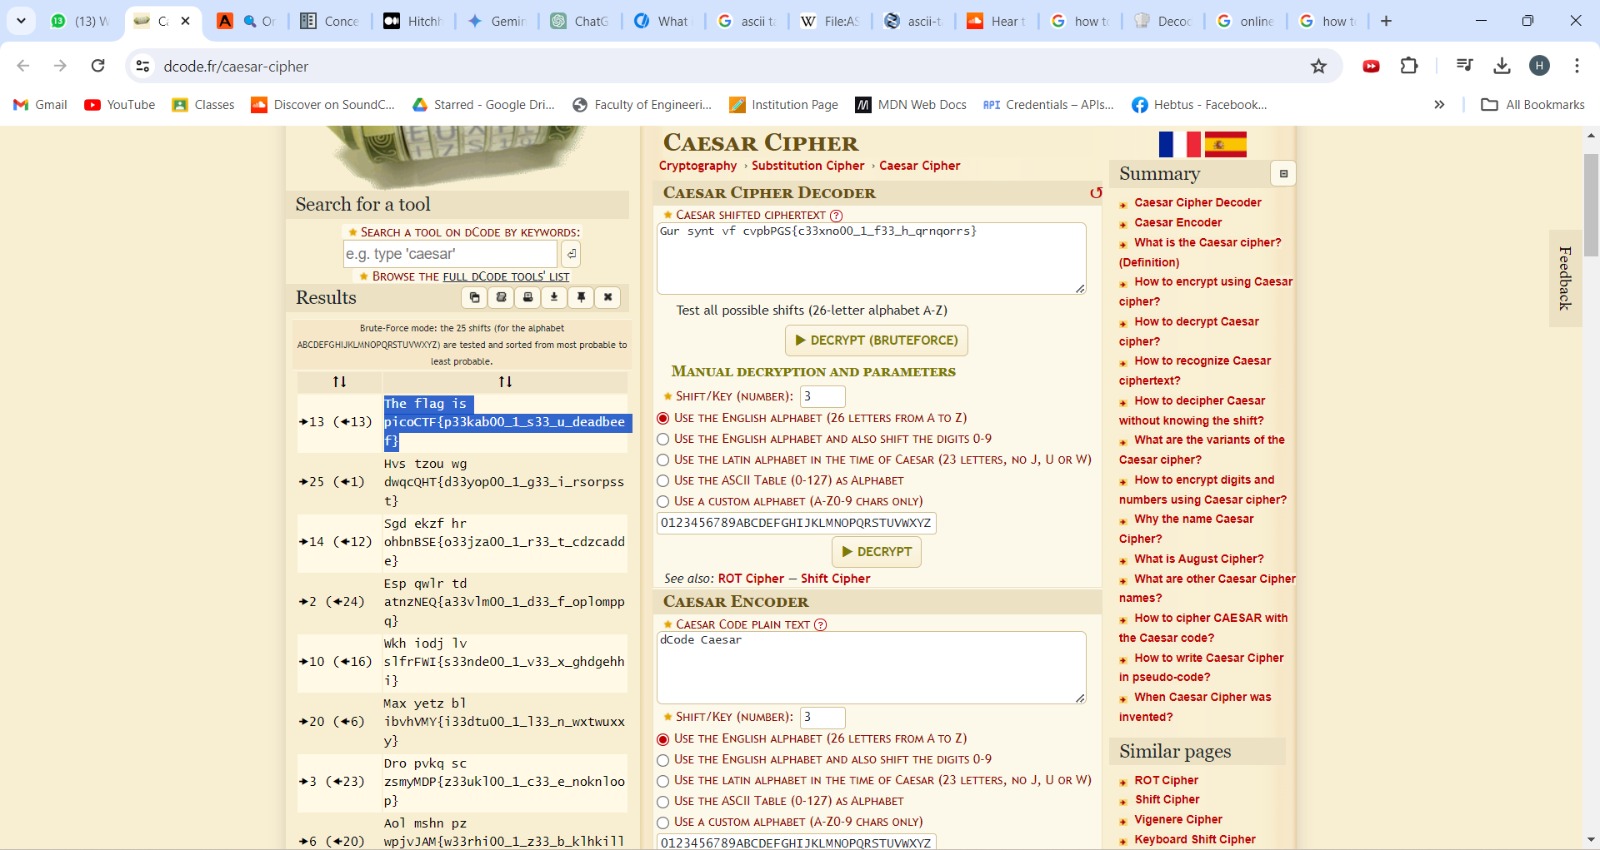 (13) W
Ca
Or
Conce
Hitchh
Gemin
ChatG
What
ascii ta
File:AS
ascii-t
Hear t
how to
Decod
online
how to
dcode.fr/caesar-cipher
H
Gmail
YouTube
Classes
Discover on SoundC...
Starred - Google Dri...
Faculty of Engineeri...
Institution Page
MDN Web Docs
API Credentials – APIs...
Hebtus - Facebook...
»
All Bookmarks
Search for a tool
SEARCH A TOOL ON DCODE BY KEYWORDS:
e.g. type 'caesar'
BROWSE THE FULL DCODE TOOLS' LIST
Results
Brute-Force mode: the 25 shifts (for the alphabet
ABCDEFGHIJKLMNOPQRSTUVWXYZ) are tested and sorted from most probable to
least probable.
↑↓ ↑↓
➔13 (🡰13) The flag is
picoCTF{p33kab00_1_s33_u_deadbee
f}
➔25 (🡰1) Hvs tzou wg
dwqcQHT{d33yop00_1_g33_i_rsorpss
t}
➔14 (🡰12) Sgd ekzf hr
ohbnBSE{o33jza00_1_r33_t_cdzcadd
e}
➔2 (🡰24) Esp qwlr td
atnzNEQ{a33vlm00_1_d33_f_oplompp
q}
➔10 (🡰16) Wkh iodj lv
slfrFWI{s33nde00_1_v33_x_ghdgehh
i}
➔20 (🡰6) Max yetz bl
ibvhVMY{i33dtu00_1_l33_n_wxtwuxx
y}
➔3 (🡰23) Dro pvkq sc
zsmyMDP{z33ukl00_1_c33_e_noknloo
p}
➔6 (🡰20) Aol mshn pz
wpjvJAM{w33rhi00_1_z33_b_klhkill
CAESAR CIPHER
Cryptography › Substitution Cipher › Caesar Cipher
CAESAR CIPHER DECODER
CAESAR SHIFTED CIPHERTEXT ?
Gur synt vf cvpbPGS{c33xno00_1_f33_h_qrnqorrs}
Test all possible shifts (26-letter alphabet A-Z)
▶ DECRYPT (BRUTEFORCE)
MANUAL DECRYPTION AND PARAMETERS
SHIFT/KEY (NUMBER): 3
USE THE ENGLISH ALPHABET (26 LETTERS FROM A TO Z)
USE THE ENGLISH ALPHABET AND ALSO SHIFT THE DIGITS 0-9
USE THE LATIN ALPHABET IN THE TIME OF CAESAR (23 LETTERS, NO J, U OR W)
USE THE ASCII TABLE (0-127) AS ALPHABET
USE A CUSTOM ALPHABET (A-Z0-9 CHARS ONLY)
0123456789ABCDEFGHIJKLMNOPQRSTUVWXYZ
▶ DECRYPT
See also: ROT Cipher — Shift Cipher
CAESAR ENCODER
CAESAR CODE PLAIN TEXT ?
dCode Caesar
SHIFT/KEY (NUMBER): 3
USE THE ENGLISH ALPHABET (26 LETTERS FROM A TO Z)
USE THE ENGLISH ALPHABET AND ALSO SHIFT THE DIGITS 0-9
USE THE LATIN ALPHABET IN THE TIME OF CAESAR (23 LETTERS, NO J, U OR W)
USE THE ASCII TABLE (0-127) AS ALPHABET
USE A CUSTOM ALPHABET (A-Z0-9 CHARS ONLY)
0123456789ABCDEFGHIJKLMNOPQRSTUVWXYZ
Summary
Caesar Cipher Decoder
Caesar Encoder
What is the Caesar cipher?
(Definition)
How to encrypt using Caesar
cipher?
How to decrypt Caesar
cipher?
How to recognize Caesar
ciphertext?
How to decipher Caesar
without knowing the shift?
What are the variants of the
Caesar cipher?
How to encrypt digits and
numbers using Caesar cipher?
Why the name Caesar
Cipher?
What is August Cipher?
What are other Caesar Cipher
names?
How to cipher CAESAR with
the Caesar code?
How to write Caesar Cipher
in pseudo-code?
When Caesar Cipher was
invented?
Similar pages
ROT Cipher
Shift Cipher
Vigenere Cipher
Keyboard Shift Cipher
Feedback